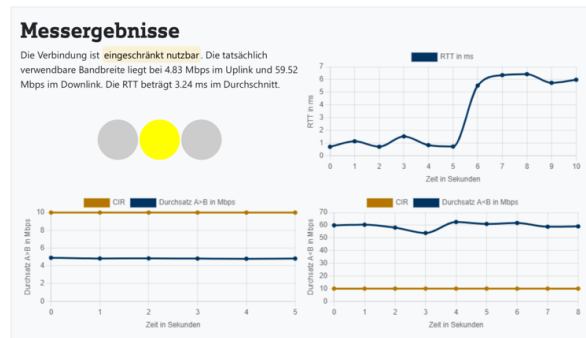 Messergebnisse
Die Verbindung ist eingeschränkt nutzbar. Die tatsächlich
verwendbare Bandbreite liegt bei 4.83 Mbps im Uplink und 59.52
Mbps im Downlink. Die RTT beträgt 3.24 ms im Durchschnitt.
RTT in ms
RTT in ms
7
6
5
4
3
2
1
0
0 1 2 3 4 5 6 7 8 9 10
Zeit in Sekunden
CIR Durchsatz A>B in Mbps
Durchsatz A>B in Mbps
10
8
6
4
2
0
0 1 2 3 4 5
Zeit in Sekunden
CIR Durchsatz A<B in Mbps
Durchsatz A<B in Mbps
70
60
50
40
30
20
10
0
0 1 2 3 4 5 6 7 8
Zeit in Sekunden